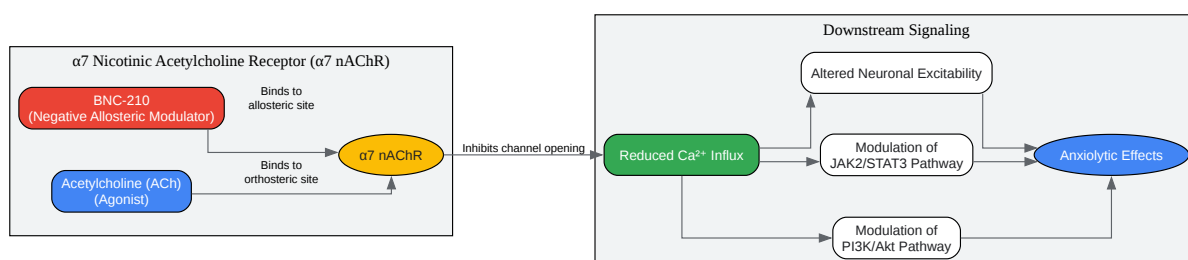 α7 Nicotinic Acetylcholine Receptor (α7 nAChR)
BNC-210
(Negative Allosteric Modulator)
Binds to
allosteric site
α7 nAChR
Binds to
orthosteric site
Acetylcholine (ACh)
(Agonist)
Inhibits channel opening
Downstream Signaling
Altered Neuronal Excitability
Reduced Ca²⁺ Influx
Modulation of
JAK2/STAT3 Pathway
Anxiolytic Effects
Modulation of
PI3K/Akt Pathway